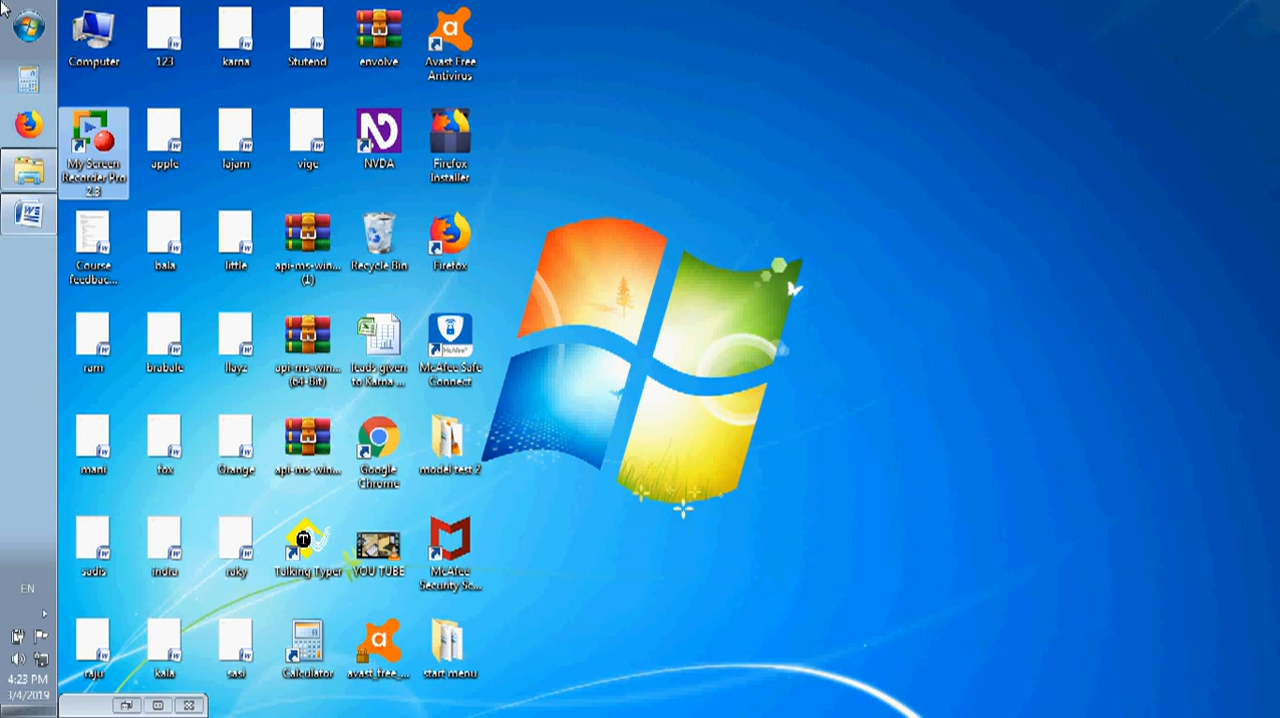 Computer
123
karna
Stutend
envolve
Avast Free
Antivirus
My Screen
Recorder Pro
2.3
apple
lajam
vige
NVDA
Firefox
Installer
Course
feedbac...
bala
little
api-ms-win...
(1)
Recycle Bin
Firefox
ram
brabale
llayz
api-ms-win...
(64-Bit)
leads given
to Karna ...
McAfee Safe
Connect
mani
fox
Orange
api-ms-win...
Google
Chrome
model test 2
sudis
indra
roky
Talking Typer
YOU TUBE
McAfee
Security Sc...
raju
kala
sasi
Calculator
avast_free_...
start menu
EN
4:23 PM
3/4/2019